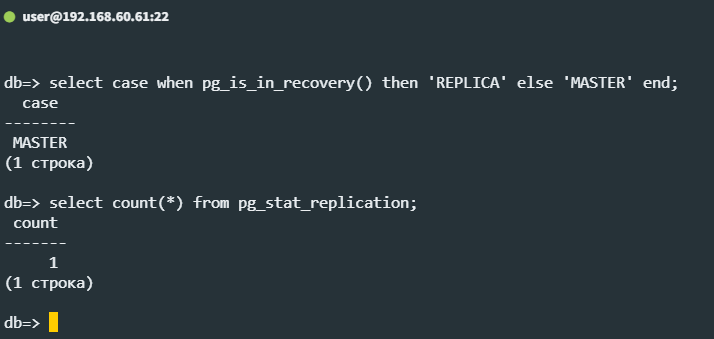 user@192.168.60.61:22
db=> select case when pg_is_in_recovery() then 'REPLICA' else 'MASTER' end;
  case
--------
 MASTER
(1 строка)
db=> select count(*) from pg_stat_replication;
 count
-------
     1
(1 строка)
db=>